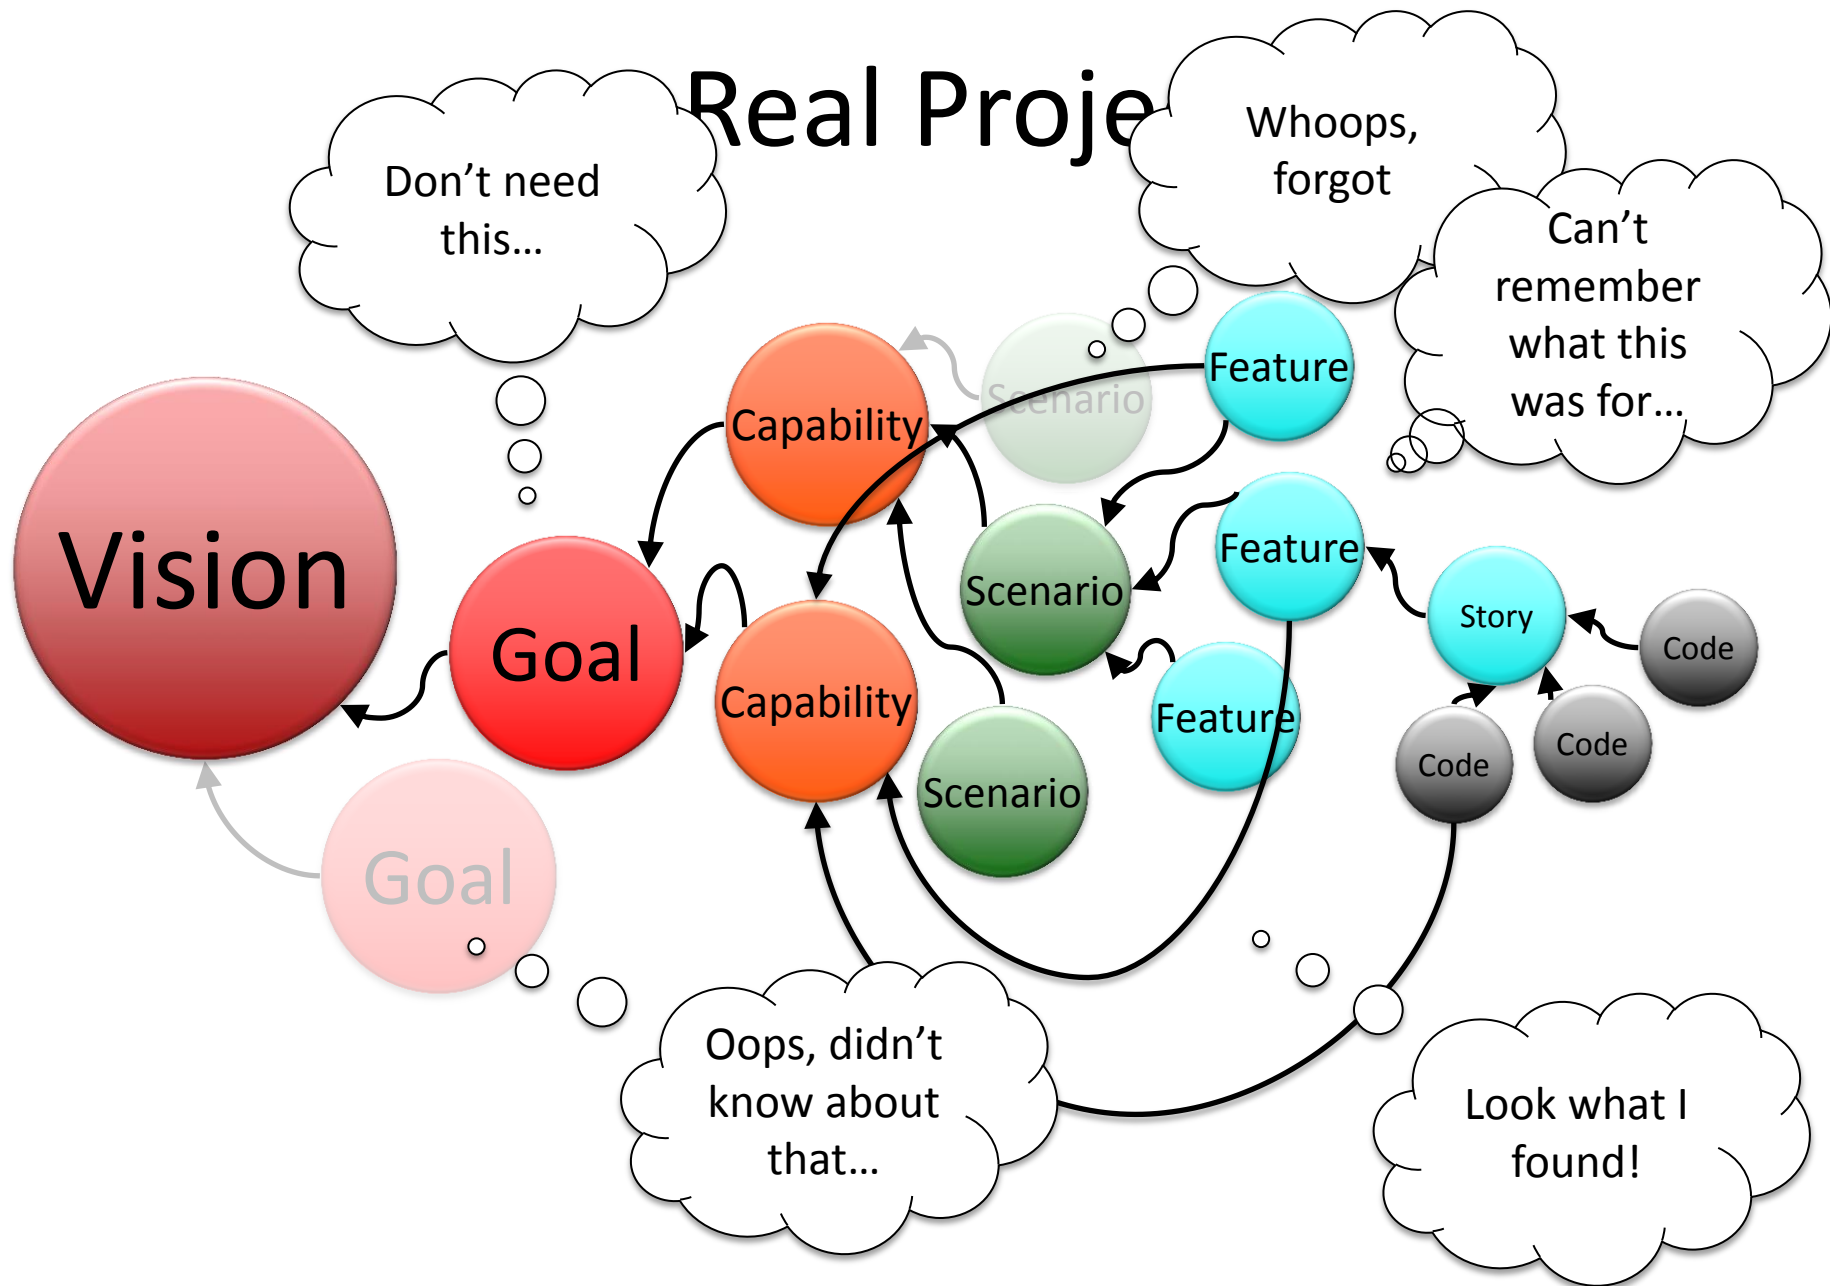 Real Proje
Don’t need
this…
Whoops,
forgot
Can’t
remember
what this
was for…
Vision
Goal
Goal
Capability
Capability
Scenario
Scenario
Scenario
Feature
Feature
Feature
Story
Code
Code
Code
Oops, didn’t
know about
that…
Look what I
found!